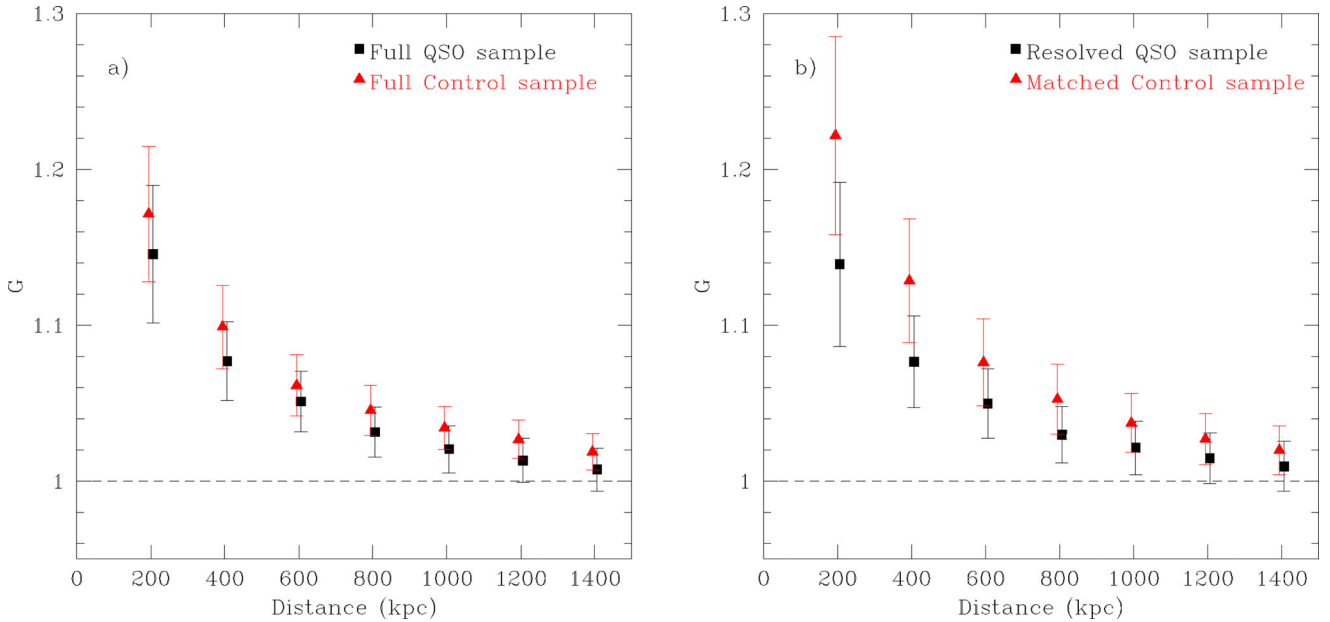 1.3
a)
■ Full QSO sample
▲ Full Control sample
1.2
G
1.1
1
0 200 400 600 800 1000 1200 1400
Distance (kpc)
1.3
b)
■ Resolved QSO sample
▲ Matched Control sample
1.2
G
1.1
1
0 200 400 600 800 1000 1200 1400
Distance (kpc)